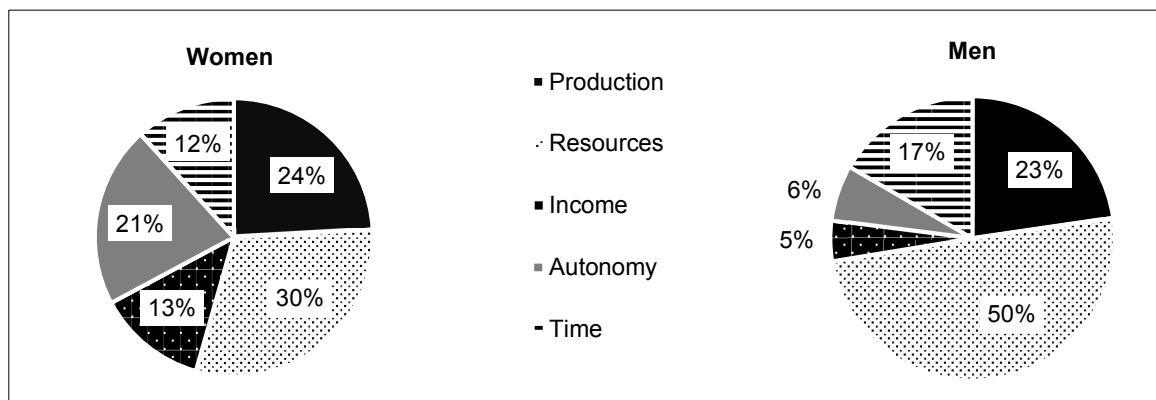 Women
12%
24%
21%
13%
30%
Production
Resources
Income
Autonomy
Time
Men
17%
23%
6%
5%
50%